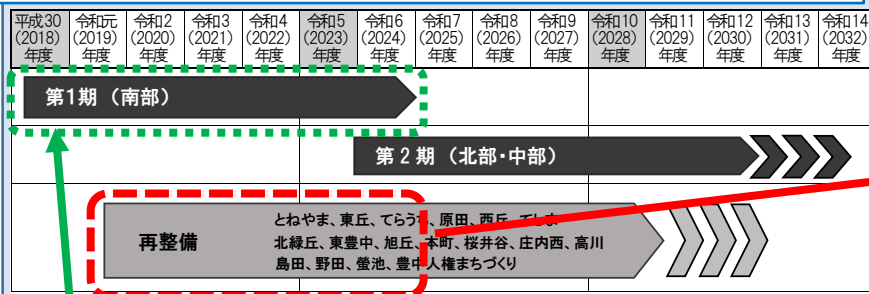 平成30 令和元 令和2 令和3 令和4 令和5 令和6 令和7 令和8 令和9 令和10 令和11 令和12 令和13 令和14
(2018) (2019) (2020) (2021) (2022) (2023) (2024) (2025) (2026) (2027) (2028) (2029) (2030) (2031) (2032)
年度 年度 年度 年度 年度 年度 年度 年度 年度 年度 年度 年度 年度 年度 年度
第1期（南部）
第2期（北部・中部）
再整備
とねやま、東丘、てらうち、原田、西丘、てしま
北緑丘、東豊中、旭丘、本町、桜井谷、庄内西、高川
島田、野田、螢池、豊中人権まちづくり